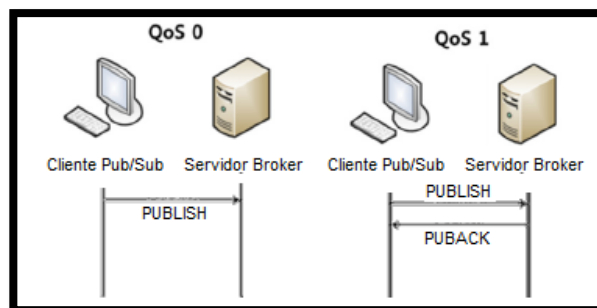 QoS 0
QoS 1
Cliente Pub/Sub
Servidor Broker
Cliente Pub/Sub
Servidor Broker
PUBLISH
PUBLISH
PUBACK